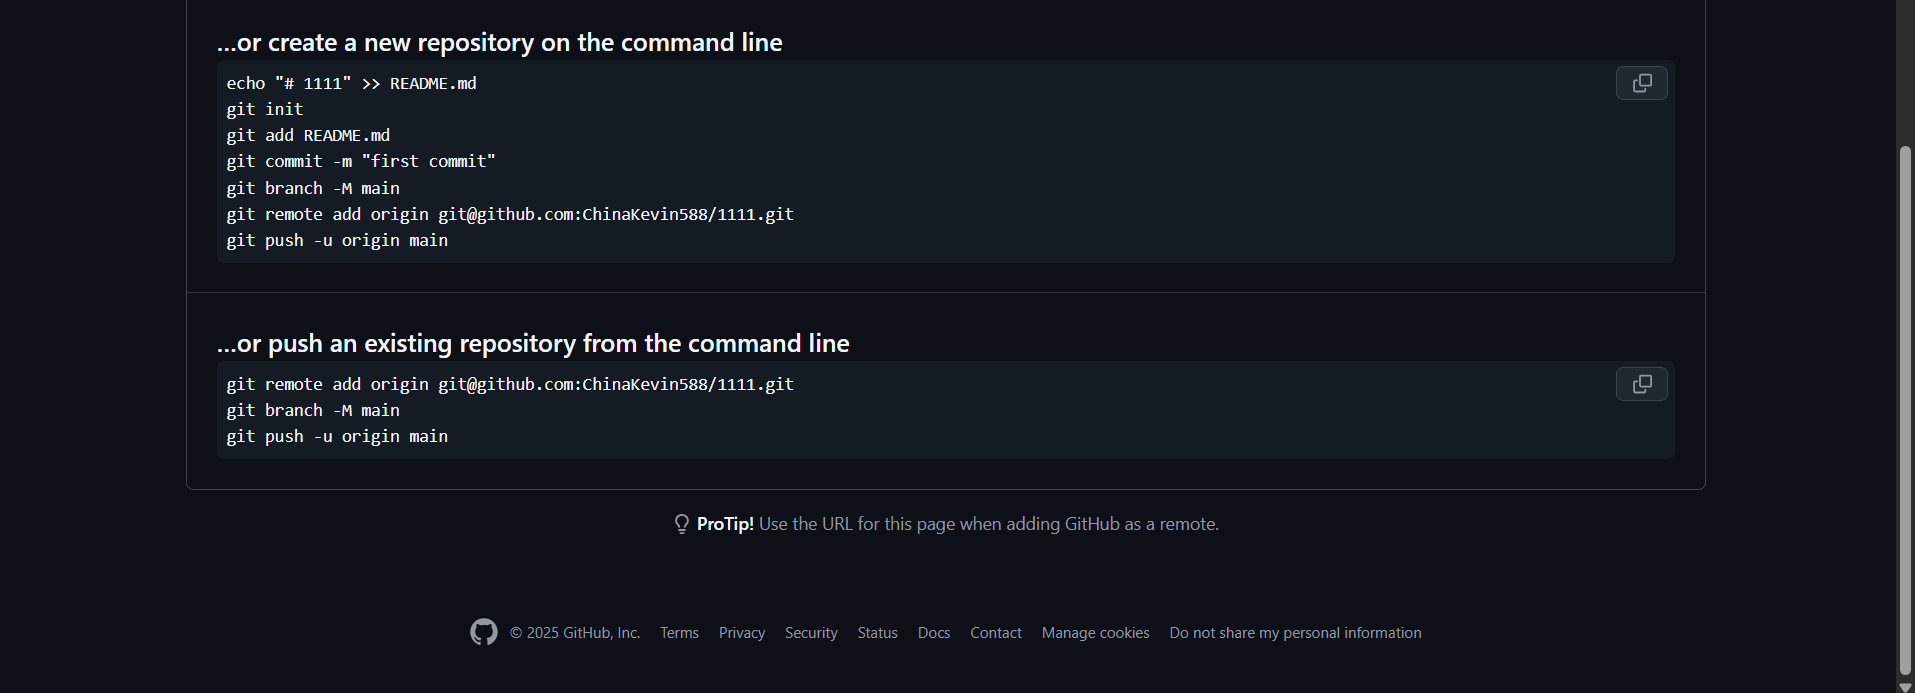 ...or create a new repository on the command line
echo "# 1111" >> README.md
git init
git add README.md
git commit -m "first commit"
git branch -M main
git remote add origin git@github.com:ChinaKevin588/1111.git
git push -u origin main
...or push an existing repository from the command line
git remote add origin git@github.com:ChinaKevin588/1111.git
git branch -M main
git push -u origin main
ProTip! Use the URL for this page when adding GitHub as a remote.
© 2025 GitHub, Inc. Terms Privacy Security Status Docs Contact Manage cookies Do not share my personal information